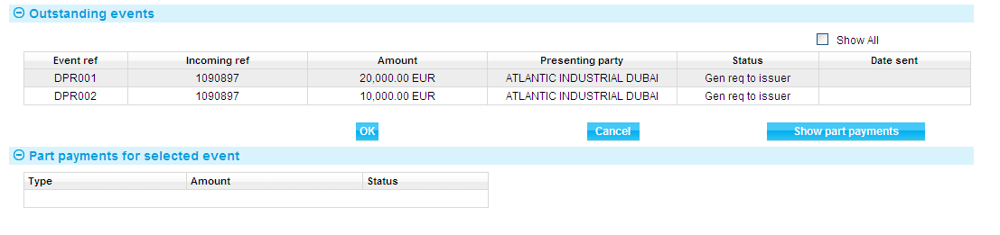 Outstanding events
Show All
Event ref Incoming ref Amount Presenting party Status Date sent
DPR001 1090897 20,000.00 EUR ATLANTIC INDUSTRIAL DUBAI Gen req to issuer
DPR002 1090897 10,000.00 EUR ATLANTIC INDUSTRIAL DUBAI Gen req to issuer
OK Cancel Show part payments
Part payments for selected event
Type Amount Status